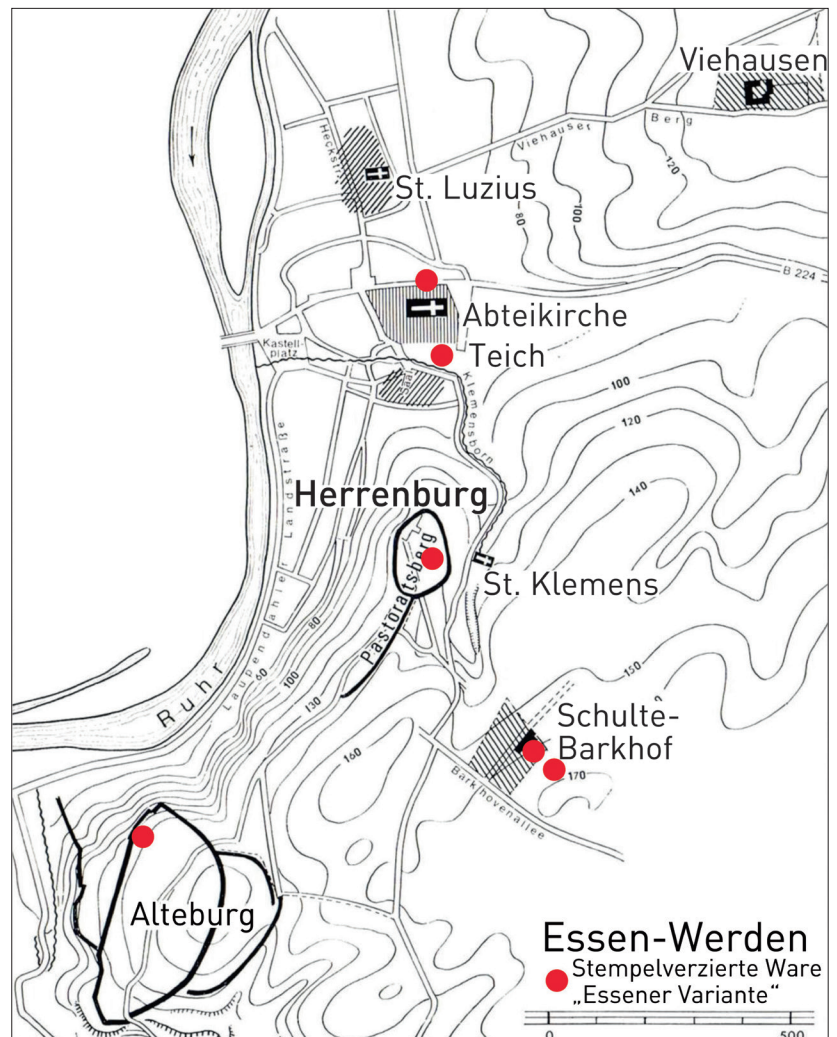 Viehausen
Viehauser Berg
120
Heckstr.
St. Luzius
80
100
B 224
Abteikirche
Kastell-
platz
Teich
Klemensborn
100
120
Laupendahler Landstraße
Herrenburg
140
Pastoratsberg
St. Klemens
80
60
100
130
150
Ruhr
Schulte-
Barkhof
160
170
Barkhovenallee
Alteburg
Essen-Werden
Stempelverzierte Ware
„Essener Variante“
0 500